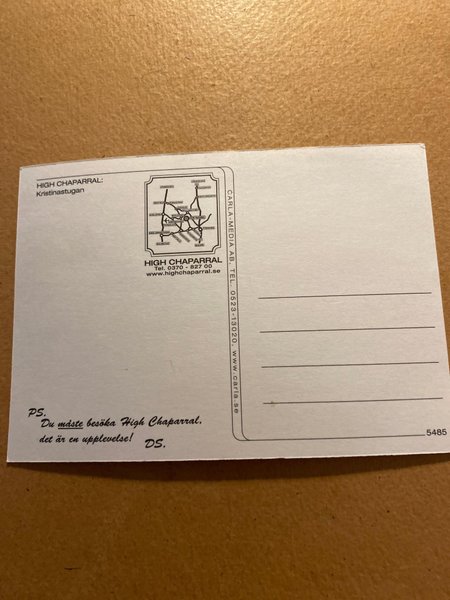 HIGH CHAPARRAL:
Kristinastugan
HIGH CHAPARRAL
Tel. 0370 - 827 00
www.highchaparral.se
CARLA-MEDIA AB, TEL. 0523-13020, www.carla.se
PS.
Du måste besöka High Chaparral,
det är en upplevelse!
DS.
5485